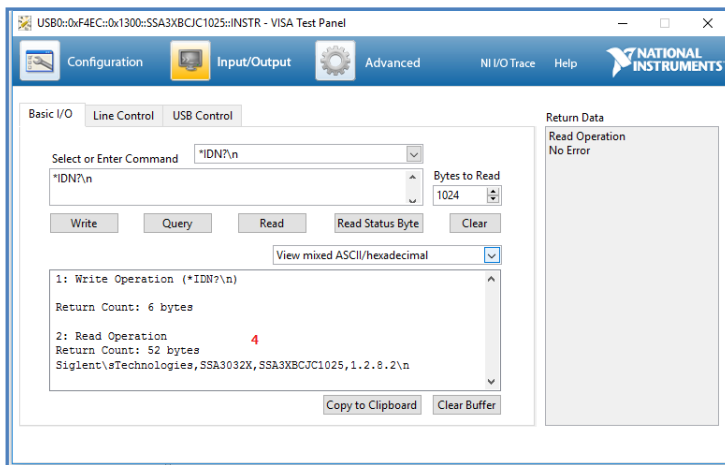 USB0::0xF4EC::0x1300::SSA3XBCJC1025::INSTR - VISA Test Panel
Configuration Input/Output Advanced NI I/O Trace Help NATIONAL INSTRUMENTS
Basic I/O Line Control USB Control
Return Data
Read Operation
No Error
Select or Enter Command *IDN?\n
*IDN?\n
Bytes to Read
1024
Write Query Read Read Status Byte Clear
View mixed ASCII/hexadecimal
1: Write Operation (*IDN?\n)
Return Count: 6 bytes
2: Read Operation
4
Return Count: 52 bytes
Siglent\sTechnologies,SSA3032X,SSA3XBCJC1025,1.2.8.2\n
Copy to Clipboard Clear Buffer